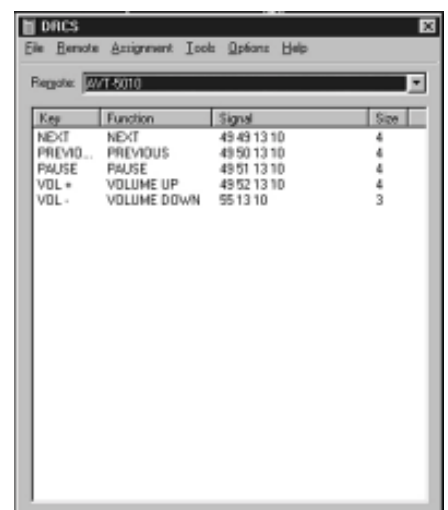 DACS
File Remote Assignment Tools Options Help
Remote: AVT-5010
Key Function Signal Size
NEXT NEXT 49 49 13 10 4
PREVIO... PREVIOUS 49 50 13 10 4
PAUSE PAUSE 49 51 13 10 4
VOL + VOLUME UP 49 52 13 10 4
VOL - VOLUME DOWN 55 13 10 3